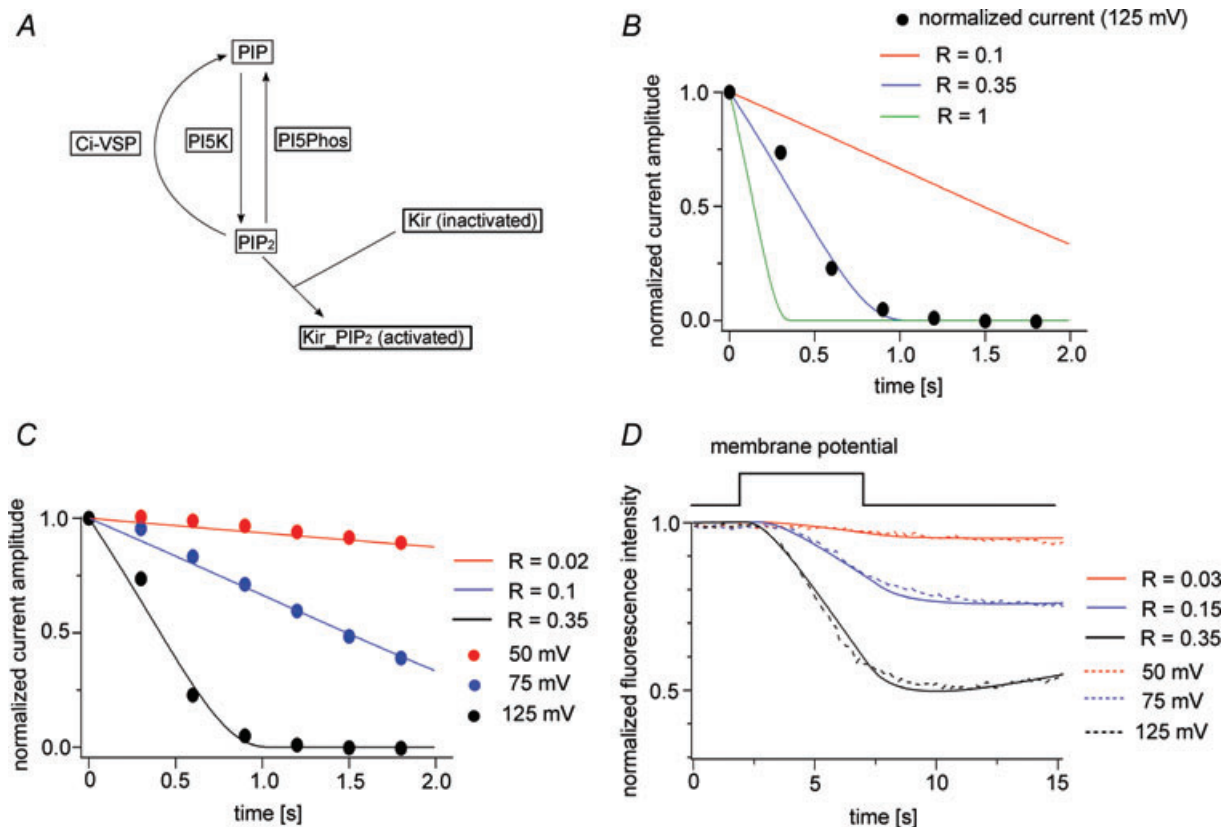 A
PIP
Ci-VSP
PI5K
PI5Phos
Kir (inactivated)
PIP₂
Kir_PIP₂ (activated)
B
normalized current (125 mV)
R = 0.1
R = 0.35
R = 1
normalized current amplitude
1.0
0.5
0.0
0
0.5
1.0
1.5
2.0
time [s]
C
normalized current amplitude
1.0
0.5
0.0
0
0.5
1.0
1.5
2.0
time [s]
R = 0.02
R = 0.1
R = 0.35
50 mV
75 mV
125 mV
D
membrane potential
normalized fluorescence intensity
1.0
0.5
0
5
10
15
time [s]
R = 0.03
R = 0.15
R = 0.35
50 mV
75 mV
125 mV